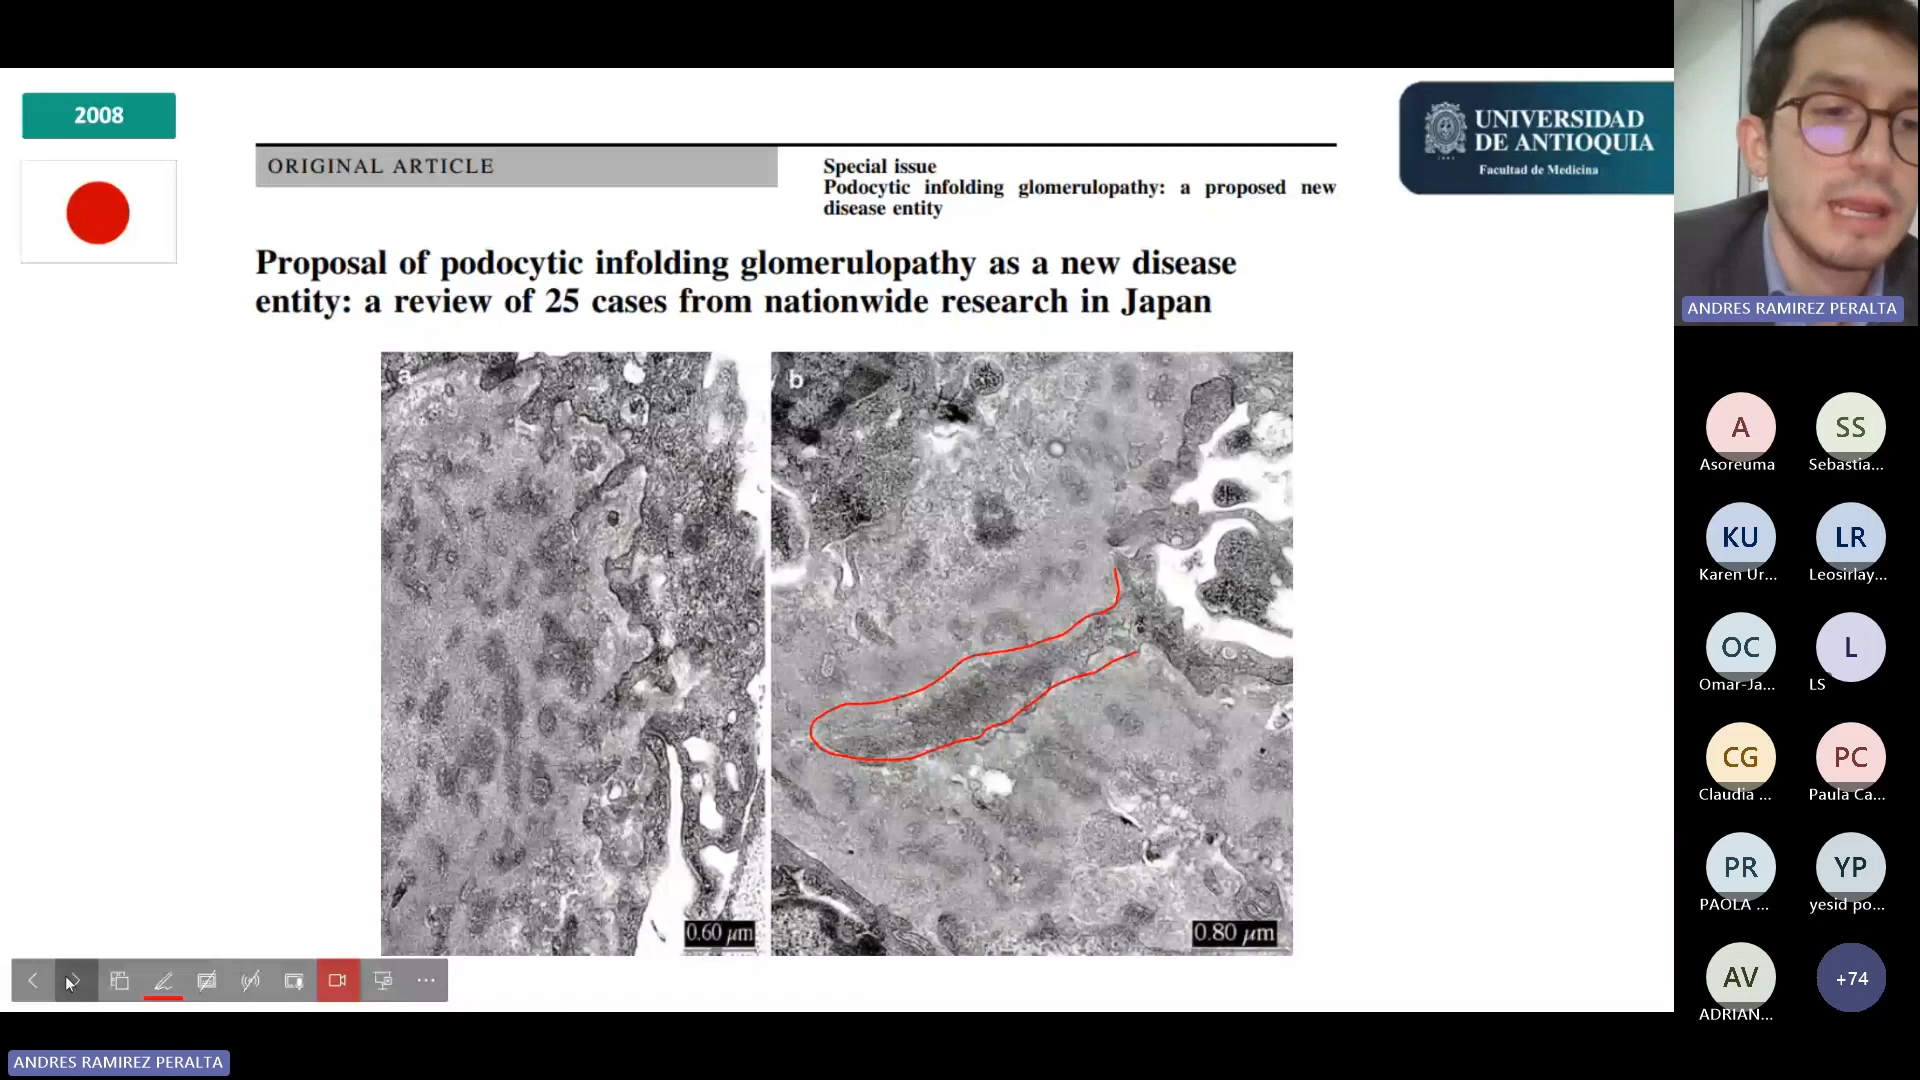 2008
ORIGINAL ARTICLE
Special issue
Podocytic infolding glomerulopathy: a proposed new
disease entity
UNIVERSIDAD
DE ANTIOQUIA
Facultad de Medicina
Proposal of podocytic infolding glomerulopathy as a new disease
entity: a review of 25 cases from nationwide research in Japan
a
b
0.60 μm
0.80 μm
ANDRES RAMIREZ PERALTA
A
Asoreuma
SS
Sebastia...
KU
Karen Ur...
LR
Leosirlay...
OC
Omar-Ja...
L
LS
CG
Claudia ...
PC
Paula Ca...
PR
PAOLA ...
YP
yesid po...
AV
ADRIAN...
+74
ANDRES RAMIREZ PERALTA